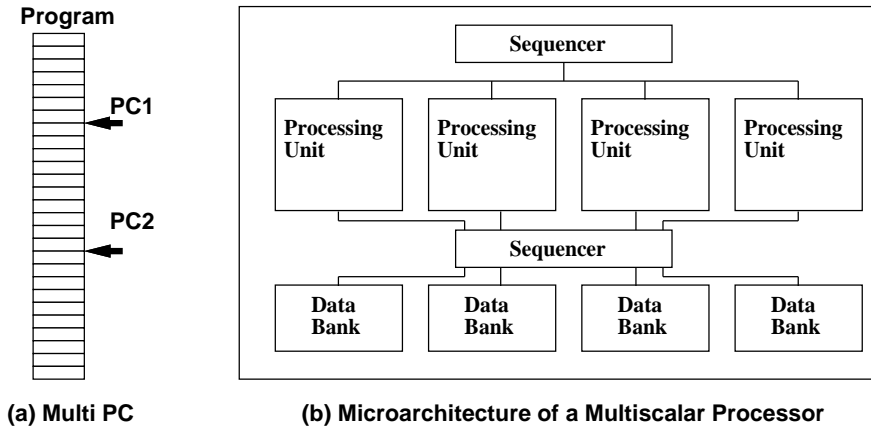 Program
PC1
PC2
(a) Multi PC
Sequencer
Processing
Unit
Processing
Unit
Processing
Unit
Processing
Unit
Sequencer
Data
Bank
Data
Bank
Data
Bank
Data
Bank
(b) Microarchitecture of a Multiscalar Processor